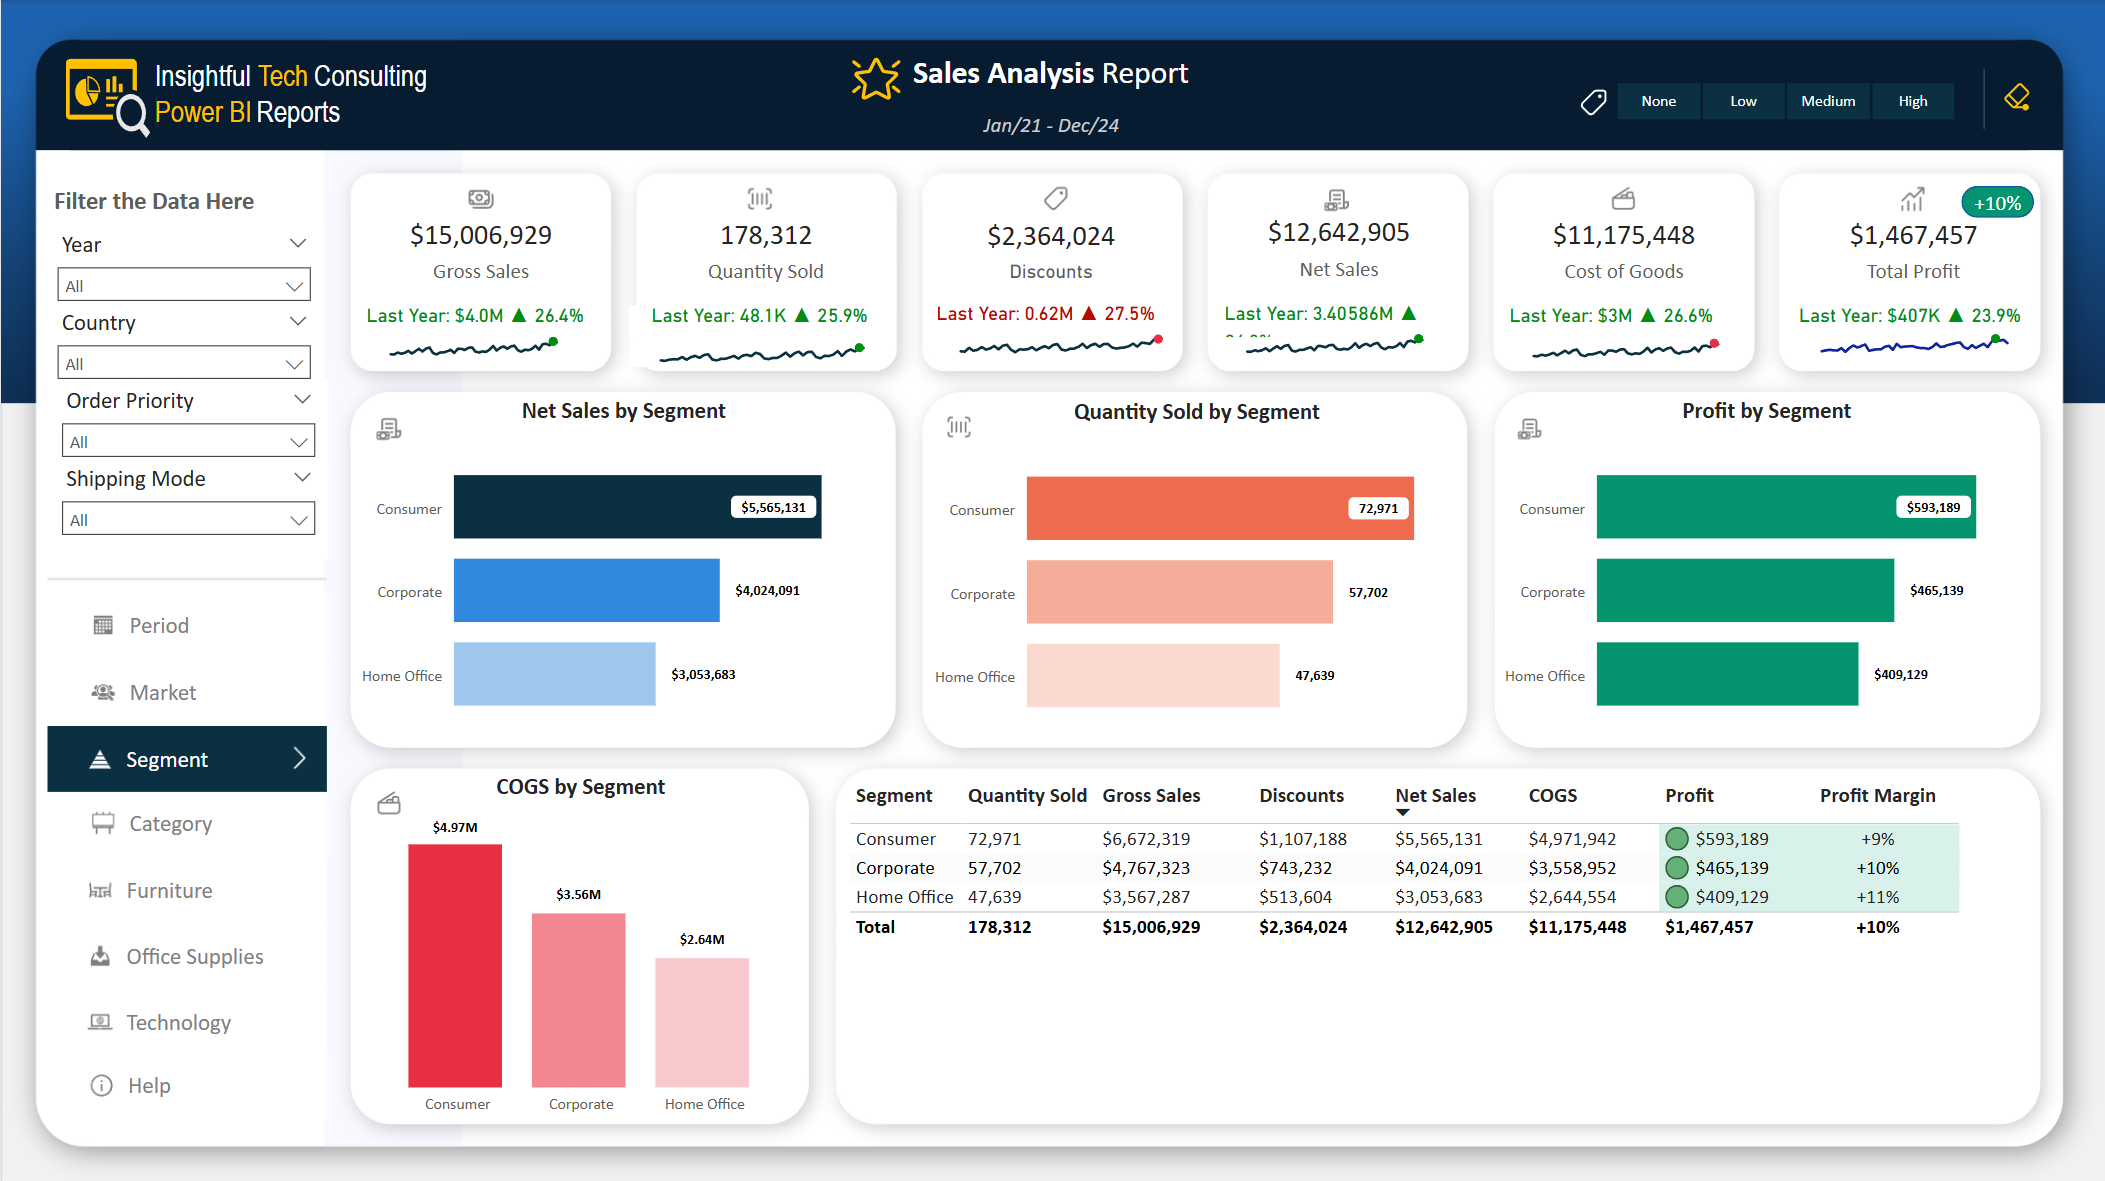 Insightful Tech Consulting
Power BI Reports
Sales Analysis Report
Jan/21 - Dec/24
None Low Medium High
Filter the Data Here
Year
All
Country
All
Order Priority
All
Shipping Mode
All
Period
Market
Segment
Category
Furniture
Office Supplies
Technology
Help
$15,006,929
Gross Sales
Last Year: $4.0M ▲ 26.4%
178,312
Quantity Sold
Last Year: 48.1K ▲ 25.9%
$2,364,024
Discounts
Last Year: 0.62M ▲ 27.5%
$12,642,905
Net Sales
Last Year: 3.40586M ▲
$11,175,448
Cost of Goods
Last Year: $3M ▲ 26.6%
+10%
$1,467,457
Total Profit
Last Year: $407K ▲ 23.9%
Net Sales by Segment
Consumer $5,565,131
Corporate $4,024,091
Home Office $3,053,683
Quantity Sold by Segment
Consumer 72,971
Corporate 57,702
Home Office 47,639
Profit by Segment
Consumer $593,189
Corporate $465,139
Home Office $409,129
COGS by Segment
$4.97M
$3.56M
$2.64M
Consumer Corporate Home Office
Segment Quantity Sold Gross Sales Discounts Net Sales COGS Profit Profit Margin
Consumer 72,971 $6,672,319 $1,107,188 $5,565,131 $4,971,942 $593,189 +9%
Corporate 57,702 $4,767,323 $743,232 $4,024,091 $3,558,952 $465,139 +10%
Home Office 47,639 $3,567,287 $513,604 $3,053,683 $2,644,554 $409,129 +11%
Total 178,312 $15,006,929 $2,364,024 $12,642,905 $11,175,448 $1,467,457 +10%